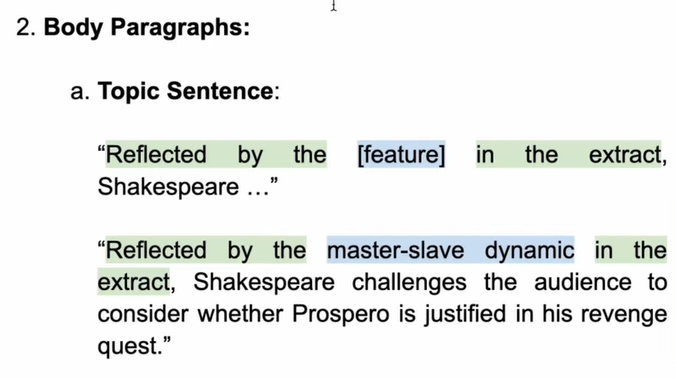 2. Body Paragraphs:
a. Topic Sentence:
“Reflected by the [feature] in the extract,
Shakespeare …”
“Reflected by the master-slave dynamic in the
extract, Shakespeare challenges the audience to
consider whether Prospero is justified in his revenge
quest.”